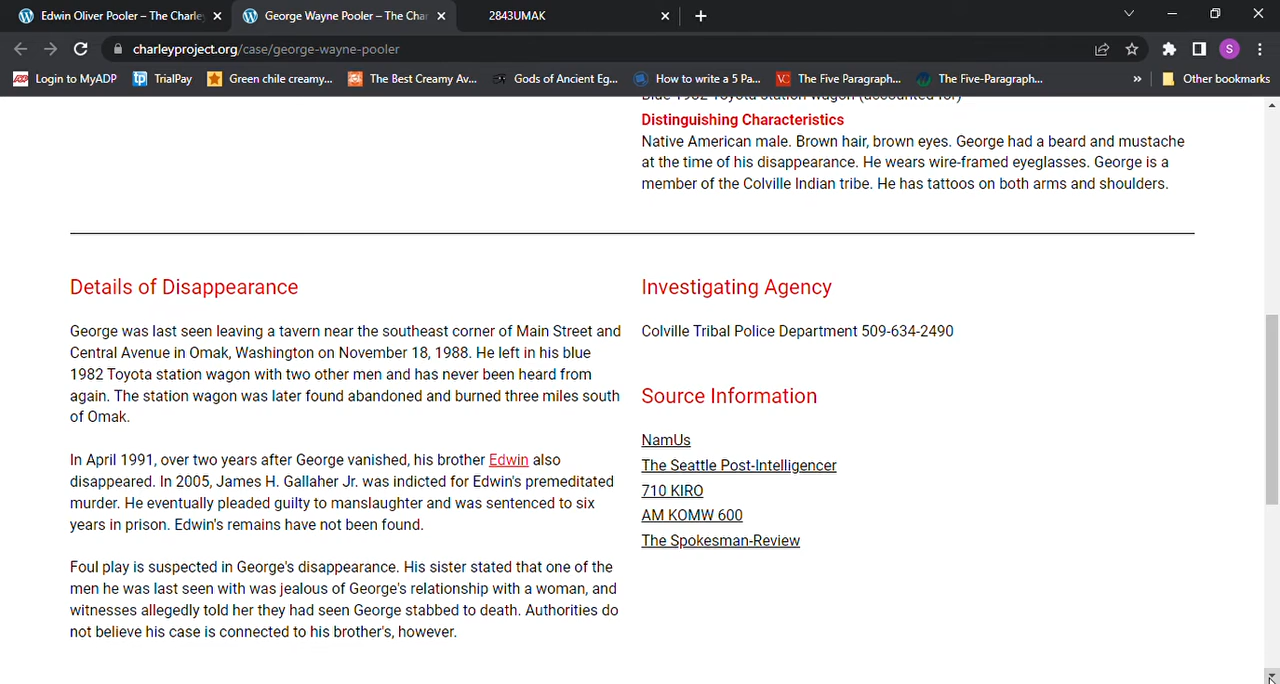 Edwin Oliver Pooler – The Charle
George Wayne Pooler – The Char
2843UMAK
charleyproject.org/case/george-wayne-pooler
S
Login to MyADP
TrialPay
Green chile creamy...
The Best Creamy Av...
Gods of Ancient Eg...
How to write a 5 Pa...
The Five Paragraph...
The Five-Paragraph...
»
Other bookmarks
Blue 1982 Toyota station wagon (accounted for)
Distinguishing Characteristics
Native American male. Brown hair, brown eyes. George had a beard and mustache
at the time of his disappearance. He wears wire-framed eyeglasses. George is a
member of the Colville Indian tribe. He has tattoos on both arms and shoulders.
Details of Disappearance
George was last seen leaving a tavern near the southeast corner of Main Street and
Central Avenue in Omak, Washington on November 18, 1988. He left in his blue
1982 Toyota station wagon with two other men and has never been heard from
again. The station wagon was later found abandoned and burned three miles south
of Omak.
In April 1991, over two years after George vanished, his brother Edwin also
disappeared. In 2005, James H. Gallaher Jr. was indicted for Edwin's premeditated
murder. He eventually pleaded guilty to manslaughter and was sentenced to six
years in prison. Edwin's remains have not been found.
Foul play is suspected in George's disappearance. His sister stated that one of the
men he was last seen with was jealous of George's relationship with a woman, and
witnesses allegedly told her they had seen George stabbed to death. Authorities do
not believe his case is connected to his brother's, however.
Investigating Agency
Colville Tribal Police Department 509-634-2490
Source Information
NamUs
The Seattle Post-Intelligencer
710 KIRO
AM KOMW 600
The Spokesman-Review